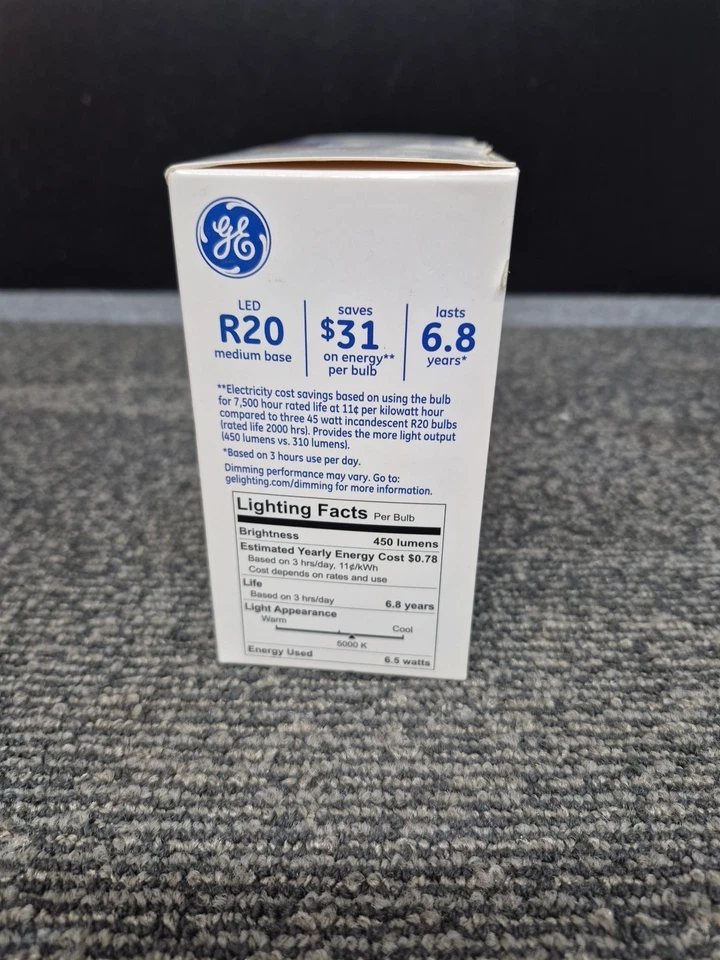 GE
LED
R20
medium base
saves
$31
on energy**
per bulb
lasts
6.8
years*
**Electricity cost savings based on using the bulb
for 7,500 hour rated life at 11¢ per kilowatt hour
compared to three 45 watt incandescent R20 bulbs
(rated life 2000 hrs). Provides the more light output
(450 lumens vs. 310 lumens).
*Based on 3 hours use per day.
Dimming performance may vary. Go to:
gelighting.com/dimming for more information.
Lighting Facts Per Bulb
Brightness 450 lumens
Estimated Yearly Energy Cost $0.78
Based on 3 hrs/day, 11¢/kWh
Cost depends on rates and use
Life
Based on 3 hrs/day 6.8 years
Light Appearance
Warm Cool
5000 K
Energy Used 6.5 watts